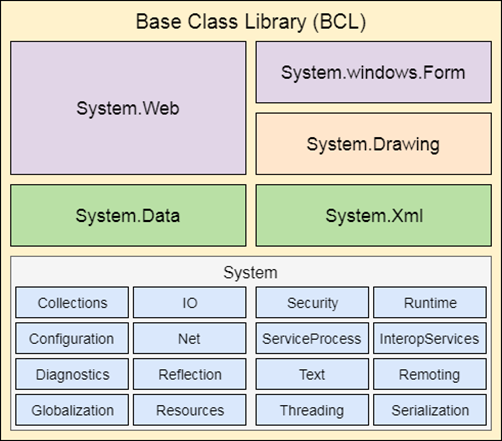 Base Class Library (BCL)
System.Web
System.windows.Form
System.Drawing
System.Data
System.Xml
System
Collections
IO
Security
Runtime
Configuration
Net
ServiceProcess
InteropServices
Diagnostics
Reflection
Text
Remoting
Globalization
Resources
Threading
Serialization